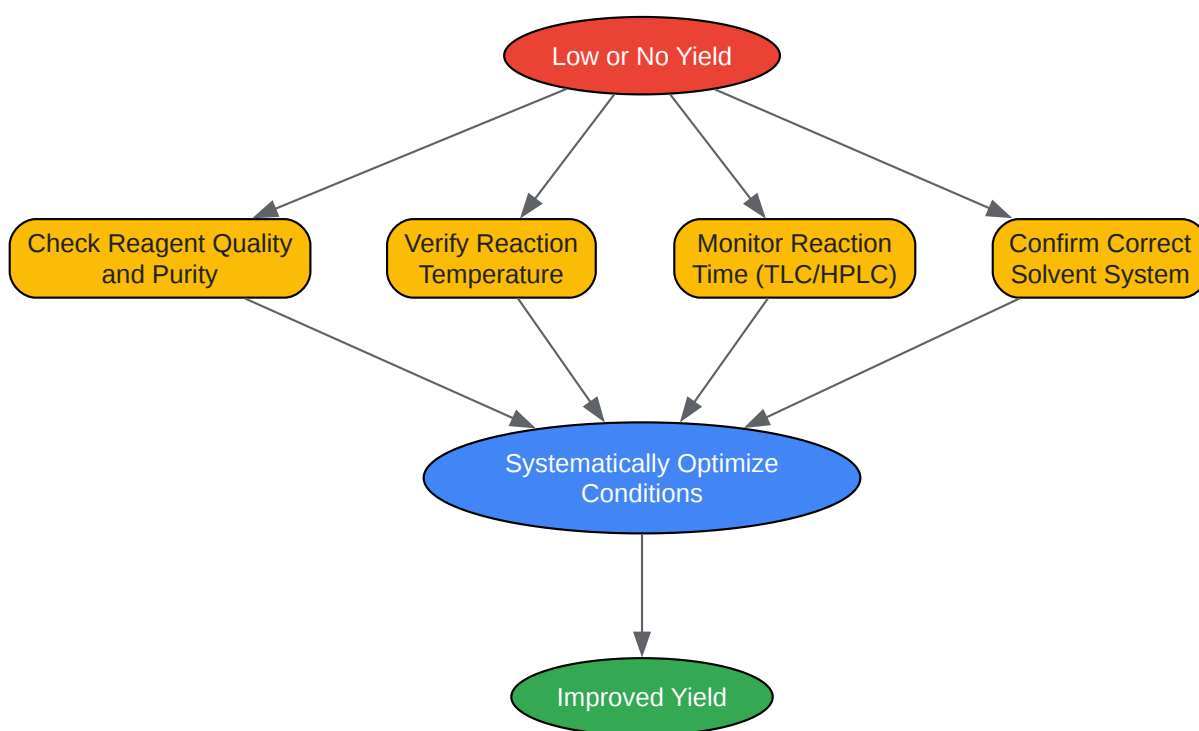 Low or No Yield
Check Reagent Quality
and Purity
Verify Reaction
Temperature
Monitor Reaction
Time (TLC/HPLC)
Confirm Correct
Solvent System
Systematically Optimize
Conditions
Improved Yield